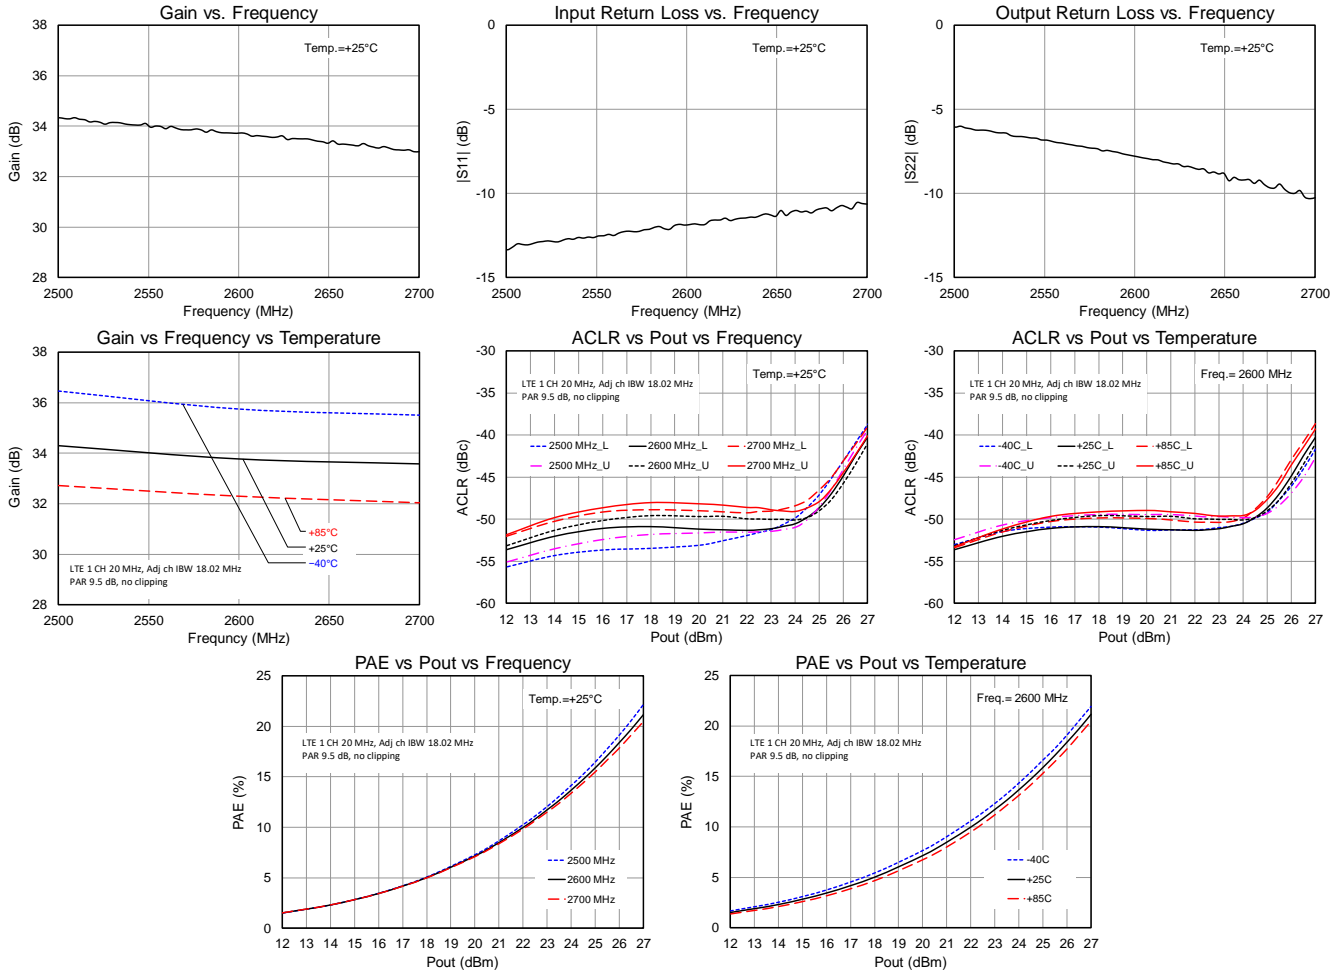 Gain vs. Frequency
38
36
34
32
30
28
Gain (dB)
Temp.=+25°C
2500 2550 2600 2650 2700
Frequency (MHz)
Input Return Loss vs. Frequency
0
-5
-10
-15
|S11| (dB)
Temp.=+25°C
2500 2550 2600 2650 2700
Frequency (MHz)
Output Return Loss vs. Frequency
0
-5
-10
-15
|S22| (dB)
Temp.=+25°C
2500 2550 2600 2650 2700
Frequency (MHz)
Gain vs Frequency vs Temperature
38
36
34
32
30
28
Gain (dB)
+85°C
+25°C
−40°C
LTE 1 CH 20 MHz, Adj ch IBW 18.02 MHz
PAR 9.5 dB, no clipping
2500 2550 2600 2650 2700
Frequncy (MHz)
ACLR vs Pout vs Frequency
-30
-35
-40
-45
-50
-55
-60
ACLR (dBc)
Temp.=+25°C
LTE 1 CH 20 MHz, Adj ch IBW 18.02 MHz
PAR 9.5 dB, no clipping
2500 MHz_L 2600 MHz_L 2700 MHz_L
2500 MHz_U 2600 MHz_U 2700 MHz_U
12 13 14 15 16 17 18 19 20 21 22 23 24 25 26 27
Pout (dBm)
ACLR vs Pout vs Temperature
-30
-35
-40
-45
-50
-55
-60
ACLR (dBc)
Freq.= 2600 MHz
LTE 1 CH 20 MHz, Adj ch IBW 18.02 MHz
PAR 9.5 dB, no clipping
-40C_L +25C_L +85C_L
-40C_U +25C_U +85C_U
12 13 14 15 16 17 18 19 20 21 22 23 24 25 26 27
Pout (dBm)
PAE vs Pout vs Frequency
25
20
15
10
5
0
PAE (%)
Temp.=+25°C
LTE 1 CH 20 MHz, Adj ch IBW 18.02 MHz
PAR 9.5 dB, no clipping
2500 MHz
2600 MHz
2700 MHz
12 13 14 15 16 17 18 19 20 21 22 23 24 25 26 27
Pout (dBm)
PAE vs Pout vs Temperature
25
20
15
10
5
0
PAE (%)
Freq.= 2600 MHz
LTE 1 CH 20 MHz, Adj ch IBW 18.02 MHz
PAR 9.5 dB, no clipping
-40C
+25C
+85C
12 13 14 15 16 17 18 19 20 21 22 23 24 25 26 27
Pout (dBm)